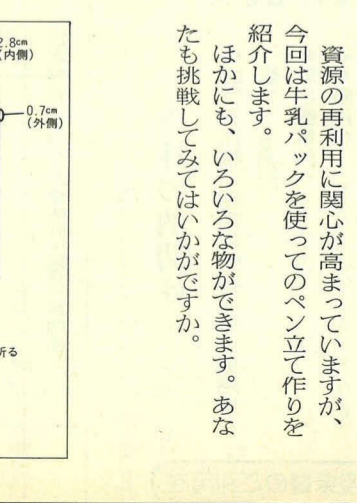 資源の再利用に関心が高まっていますが、
今回は牛乳パックを使ってのペン立て作りを
紹介します。
ほかにも、いろいろな物ができます。あな
たも挑戦してみてはいかがですか。
2.8cm
(内側)
0.7cm
(外側)
折る